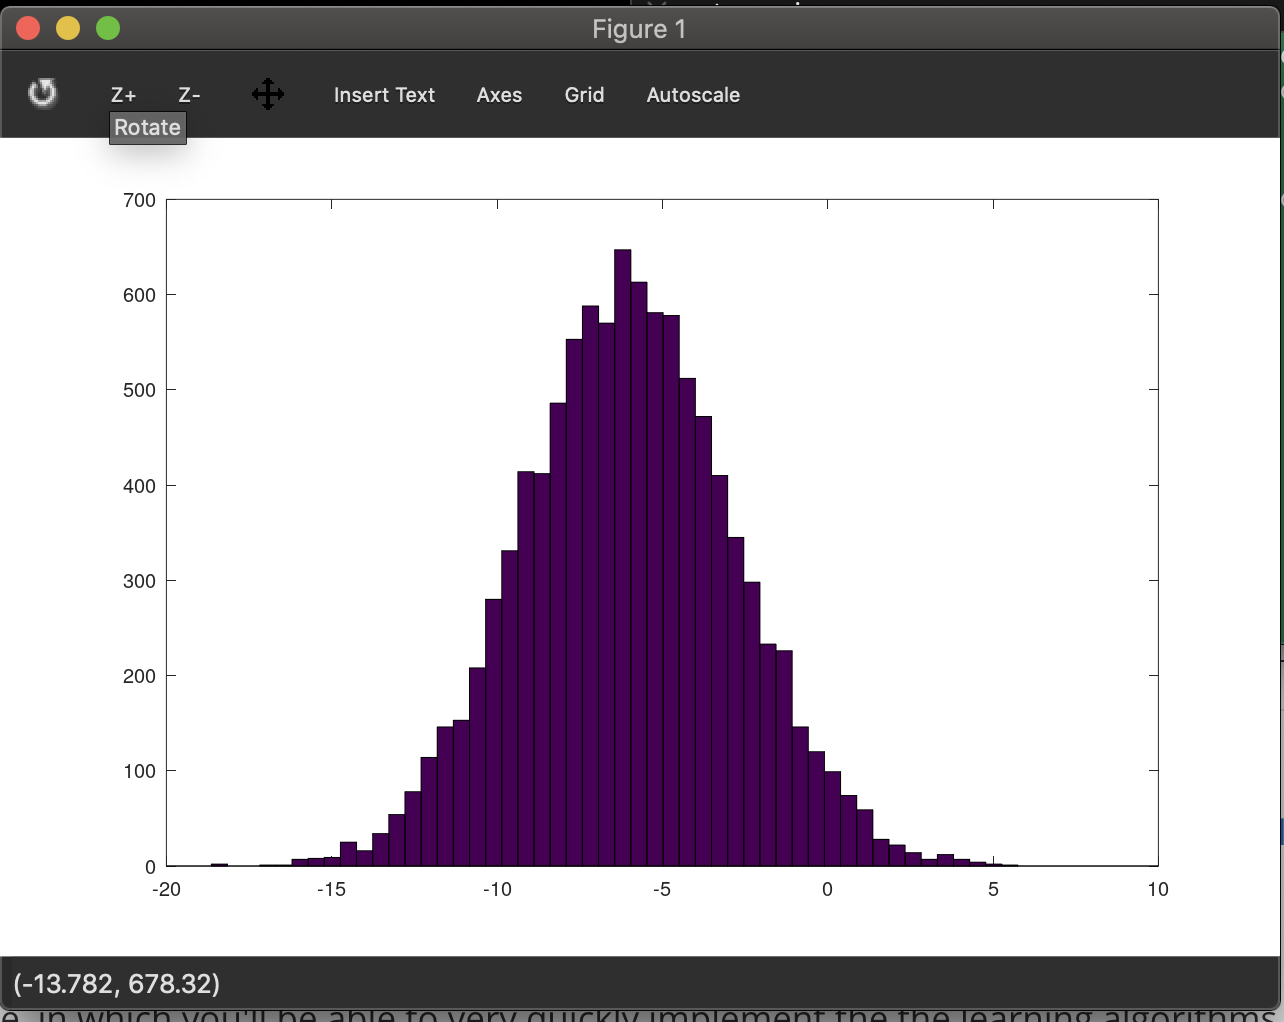 Figure 1
Z+ Z- Insert Text Axes Grid Autoscale
Rotate
700
600
500
400
300
200
100
0
-20 -15 -10 -5 0 5 10
(-13.782, 678.32)
e, in which you'll be able to very quickly implement the the learning algorithms